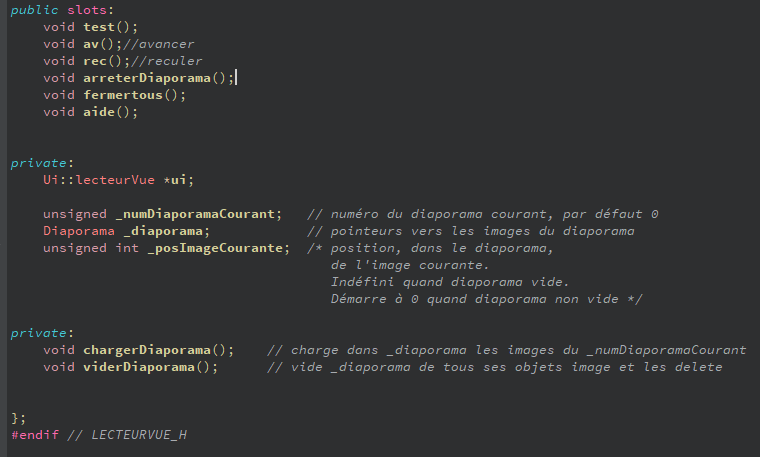 public slots:
void test();
void av();//avancer
void rec();//reculer
void arreterDiaporama();
void fermertous();
void aide();
private:
Ui::lecteurVue *ui;
unsigned _numDiaporamaCourant;   // numéro du diaporama courant, par défaut 0
Diaporama _diaporama;            // pointeurs vers les images du diaporama
unsigned int _posImageCourante;  /* position, dans le diaporama,
de l'image courante.
Indéfini quand diaporama vide.
Démarre à 0 quand diaporama non vide */
private:
void chargerDiaporama();    // charge dans _diaporama les images du _numDiaporamaCourant
void viderDiaporama();      // vide _diaporama de tous ses objets image et les delete
};
#endif // LECTEURVUE_H